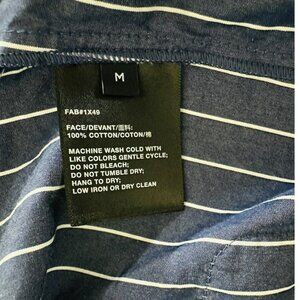 M
FAB#1X49
FACE/DEVANT/面料:
100% COTTON/COTON/棉
MACHINE WASH COLD WITH
LIKE COLORS GENTLE CYCLE;
DO NOT BLEACH;
DO NOT TUMBLE DRY;
HANG TO DRY;
LOW IRON OR DRY CLEAN